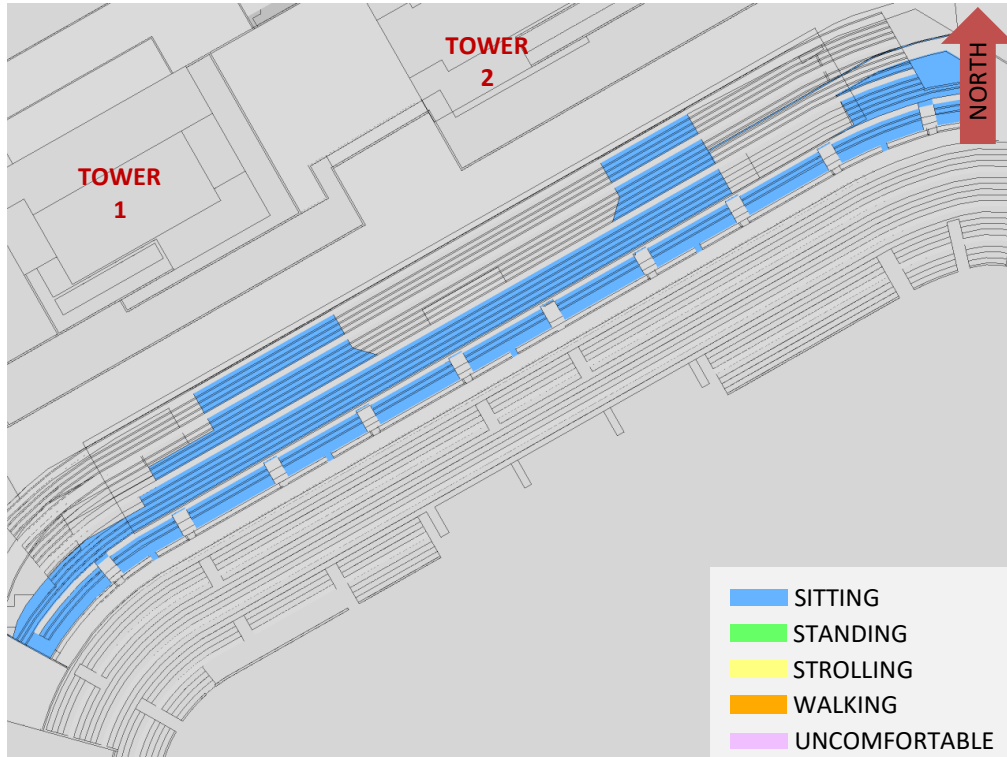 TOWER
2
NORTH
TOWER
1
SITTING
STANDING
STROLLING
WALKING
UNCOMFORTABLE